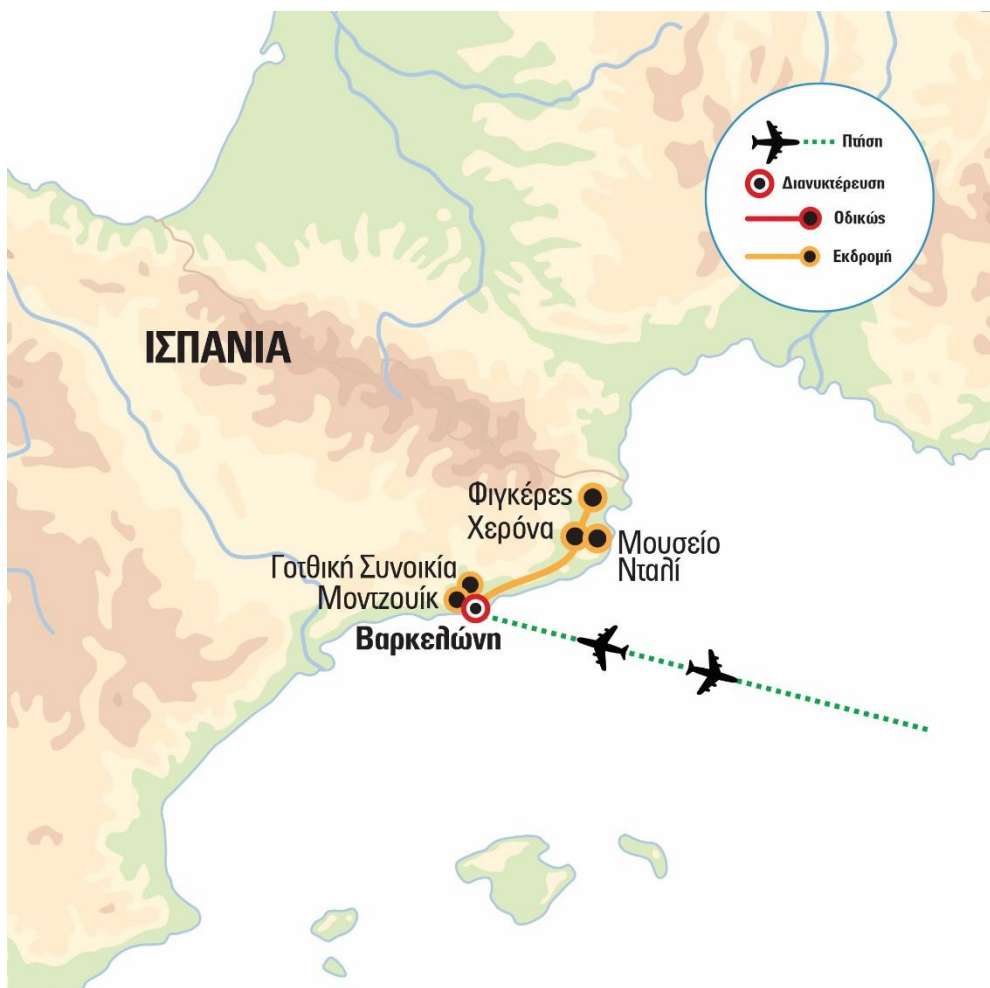 Πτήση
Διανυκτέρευση
Οδικώς
Εκδρομή
ΙΣΠΑΝΙΑ
Φιγκέρες
Χερόνα
Μουσείο
Νταλί
Γοτθική Συνοικία
Μοντζουίκ
Βαρκελώνη